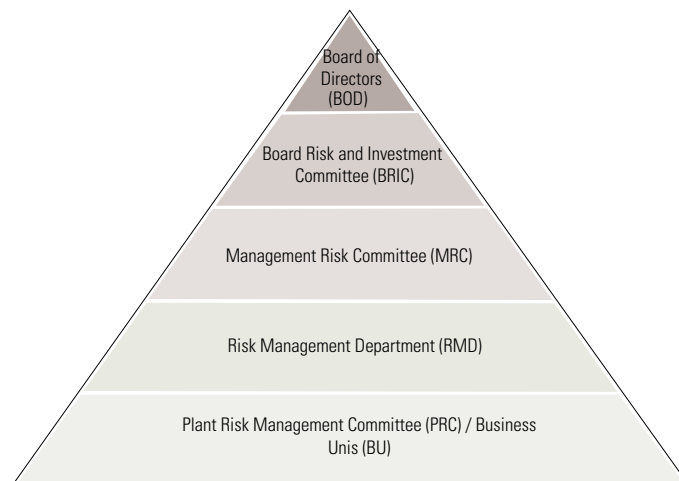 Board of
Directors
(BOD)
Board Risk and Investment
Committee (BRIC)
Management Risk Committee (MRC)
Risk Management Department (RMD)
Plant Risk Management Committee (PRC) / Business
Unis (BU)